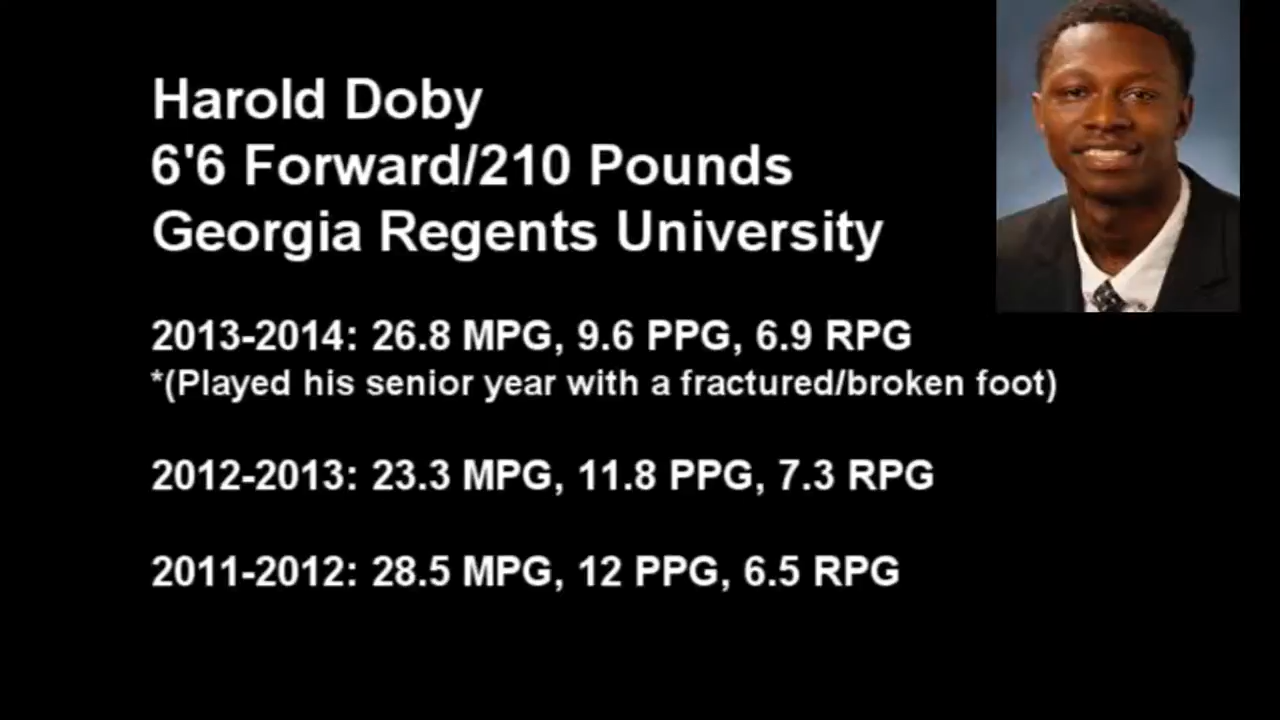 Harold Doby
6'6 Forward/210 Pounds
Georgia Regents University
2013-2014: 26.8 MPG, 9.6 PPG, 6.9 RPG
*(Played his senior year with a fractured/broken foot)
2012-2013: 23.3 MPG, 11.8 PPG, 7.3 RPG
2011-2012: 28.5 MPG, 12 PPG, 6.5 RPG